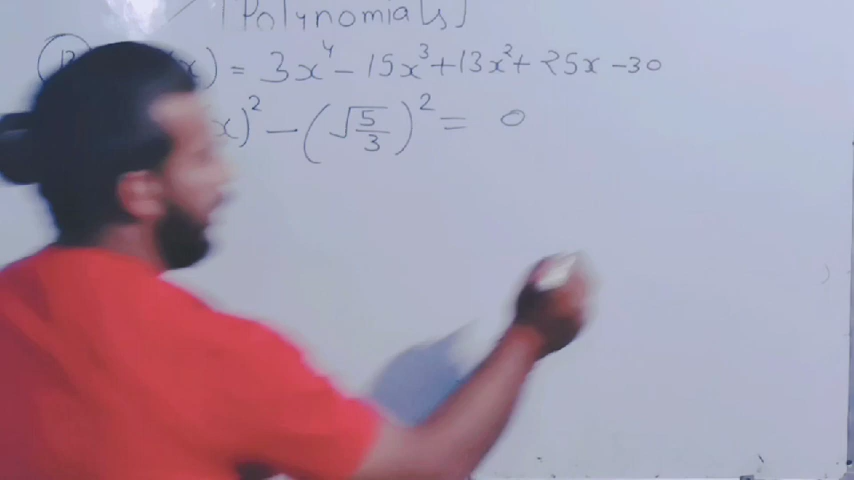 [Polynomials]
(x) = 3x⁴ - 15x³ + 13x² + 25x - 30
x)² - (√5/3)² = 0